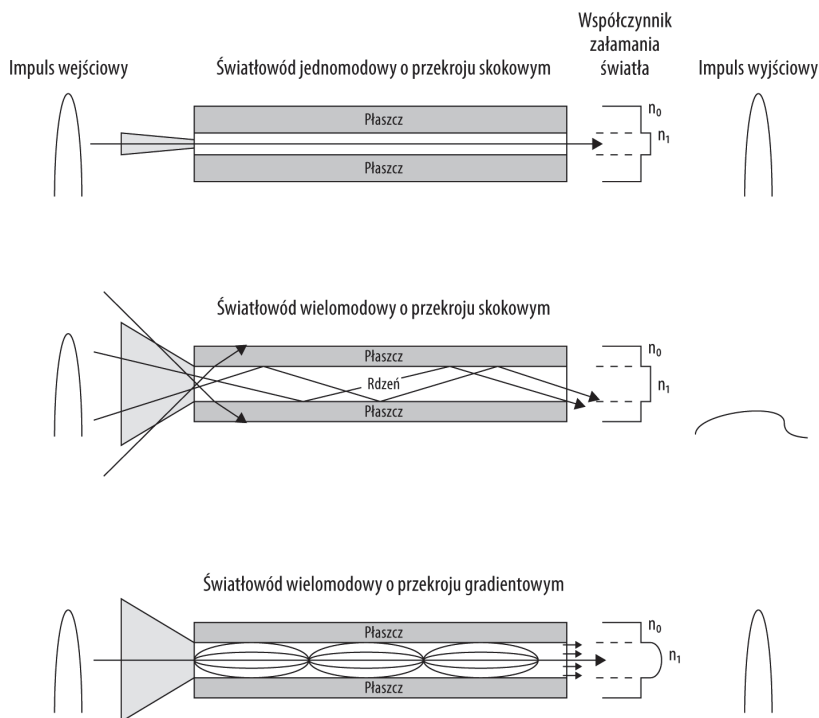 Współczynnik
załamania
światła
Impuls wejściowy
Światłowód jednomodowy o przekroju skokowym
Impuls wyjściowy
Płaszcz
n0
n1
Płaszcz
Światłowód wielomodowy o przekroju skokowym
Płaszcz
n0
Rdzeń
n1
Płaszcz
Światłowód wielomodowy o przekroju gradientowym
Płaszcz
n0
n1
Płaszcz